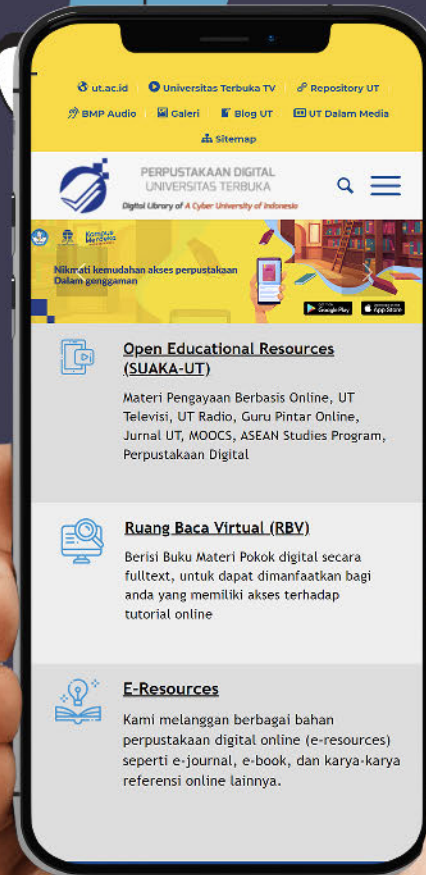 ut.ac.id Universitas Terbuka TV Repository UT
BMP Audio Galeri Blog UT UT Dalam Media
Sitemap
PERPUSTAKAAN DIGITAL
UNIVERSITAS TERBUKA
Digital Library of A Cyber University of Indonesia
Kampus
Merdeka
Nikmati kemudahan akses perpustakaan
Dalam genggaman
Google Play App Store
Open Educational Resources
(SUAKA-UT)
Materi Pengayaan Berbasis Online, UT
Televisi, UT Radio, Guru Pintar Online,
Jurnal UT, MOOCS, ASEAN Studies Program,
Perpustakaan Digital
Ruang Baca Virtual (RBV)
Berisi Buku Materi Pokok digital secara
fulltext, untuk dapat dimanfaatkan bagi
anda yang memiliki akses terhadap
tutorial online
E-Resources
Kami melanggan berbagai bahan
perpustakaan digital online (e-resources)
seperti e-journal, e-book, dan karya-karya
referensi online lainnya.